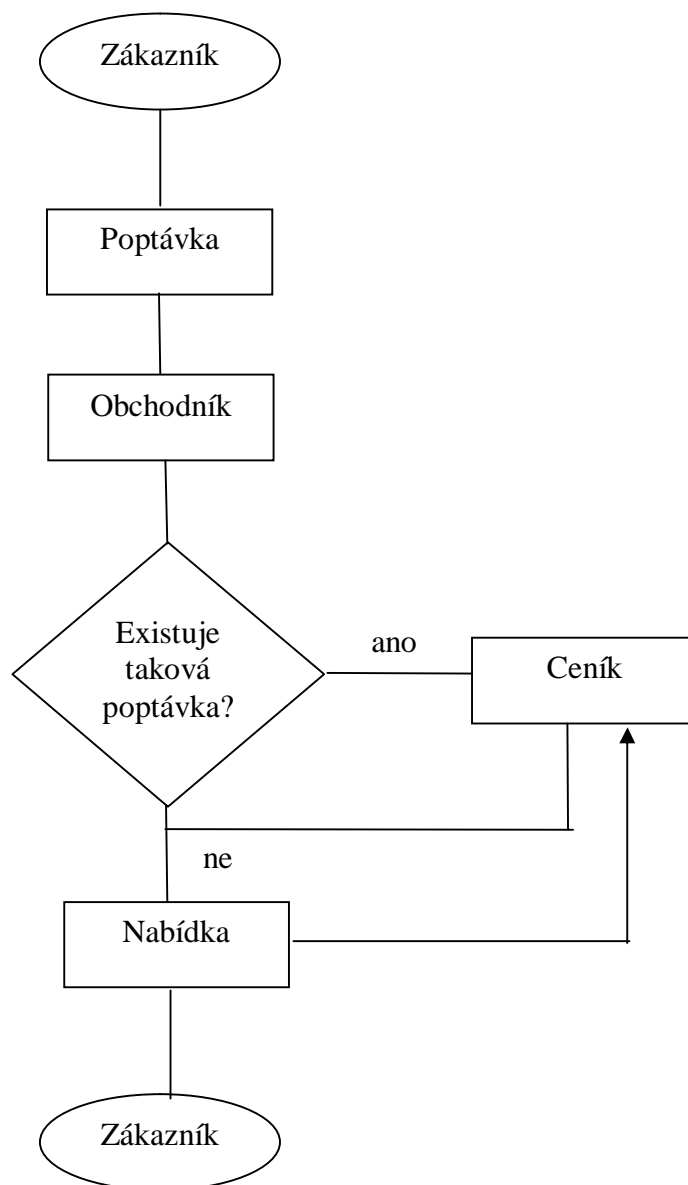 Zákazník
Poptávka
Obchodník
Existuje
taková
poptávka?
ano
Ceník
ne
Nabídka
Zákazník